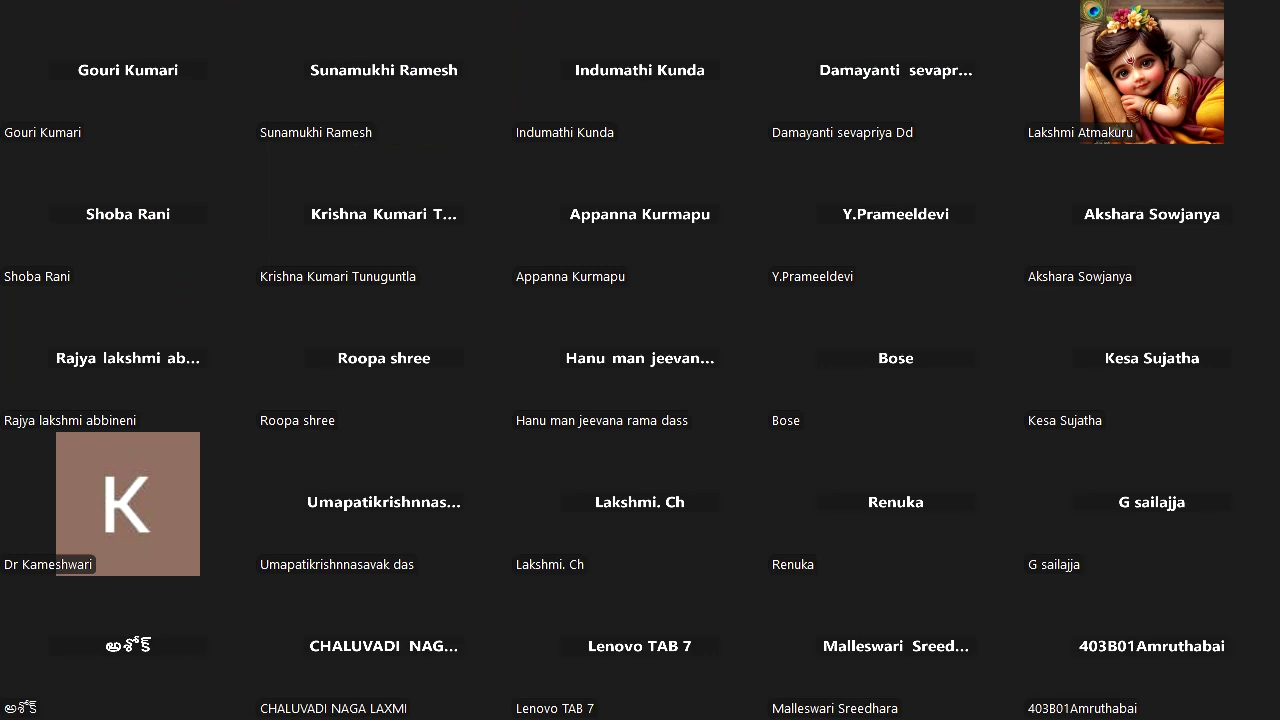 Gouri Kumari
Sunamukhi Ramesh
Indumathi Kunda
Damayanti sevapr...
Gouri Kumari
Sunamukhi Ramesh
Indumathi Kunda
Damayanti sevapriya Dd
Lakshmi Atmakuru
Shoba Rani
Krishna Kumari T...
Appanna Kurmapu
Y.Prameeldevi
Akshara Sowjanya
Shoba Rani
Krishna Kumari Tunuguntla
Appanna Kurmapu
Y.Prameeldevi
Akshara Sowjanya
Rajya lakshmi ab...
Roopa shree
Hanu man jeevan...
Bose
Kesa Sujatha
Rajya lakshmi abbineni
Roopa shree
Hanu man jeevana rama dass
Bose
Kesa Sujatha
K
Umapatikrishnnas...
Lakshmi. Ch
Renuka
G sailajja
Dr Kameshwari
Umapatikrishnnasavak das
Lakshmi. Ch
Renuka
G sailajja
అశోక్
CHALUVADI NAG...
Lenovo TAB 7
Malleswari Sreed...
403B01Amruthabai
అశోక్
CHALUVADI NAGA LAXMI
Lenovo TAB 7
Malleswari Sreedhara
403B01Amruthabai